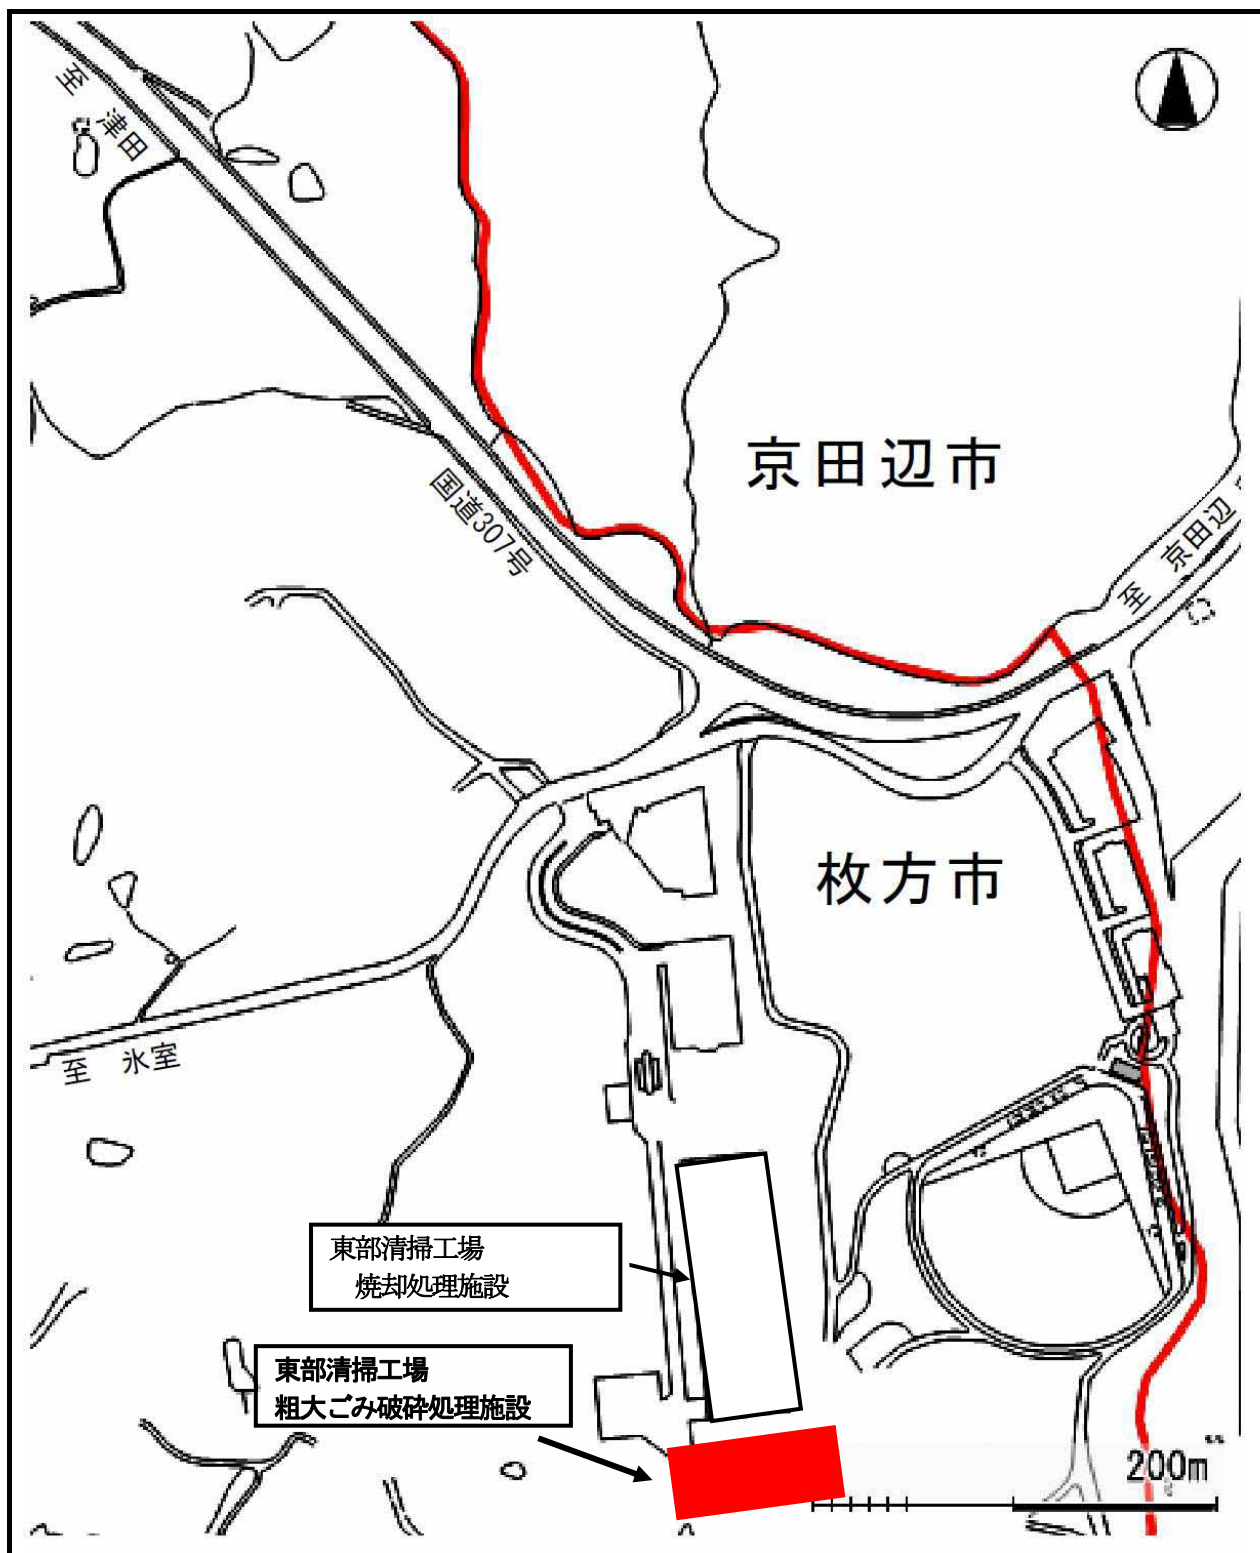 至 津田
京田辺市
国道307号
至 京田辺
枚方市
至 氷室
東部清掃工場
焼却処理施設
東部清掃工場
粗大ごみ破砕処理施設
200m